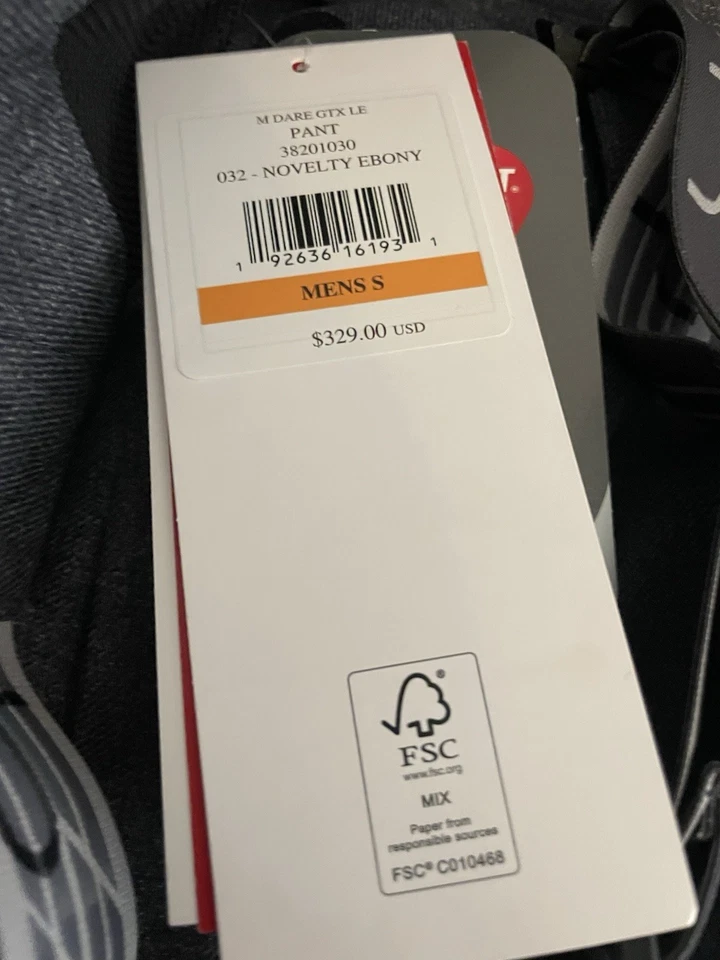 M DARE GTX LE
PANT
38201030
032 - NOVELTY EBONY
1 92636 16193 1
MENS S
$329.00 USD
T.
FSC
www.fsc.org
MIX
Paper from
responsible sources
FSC® C010468